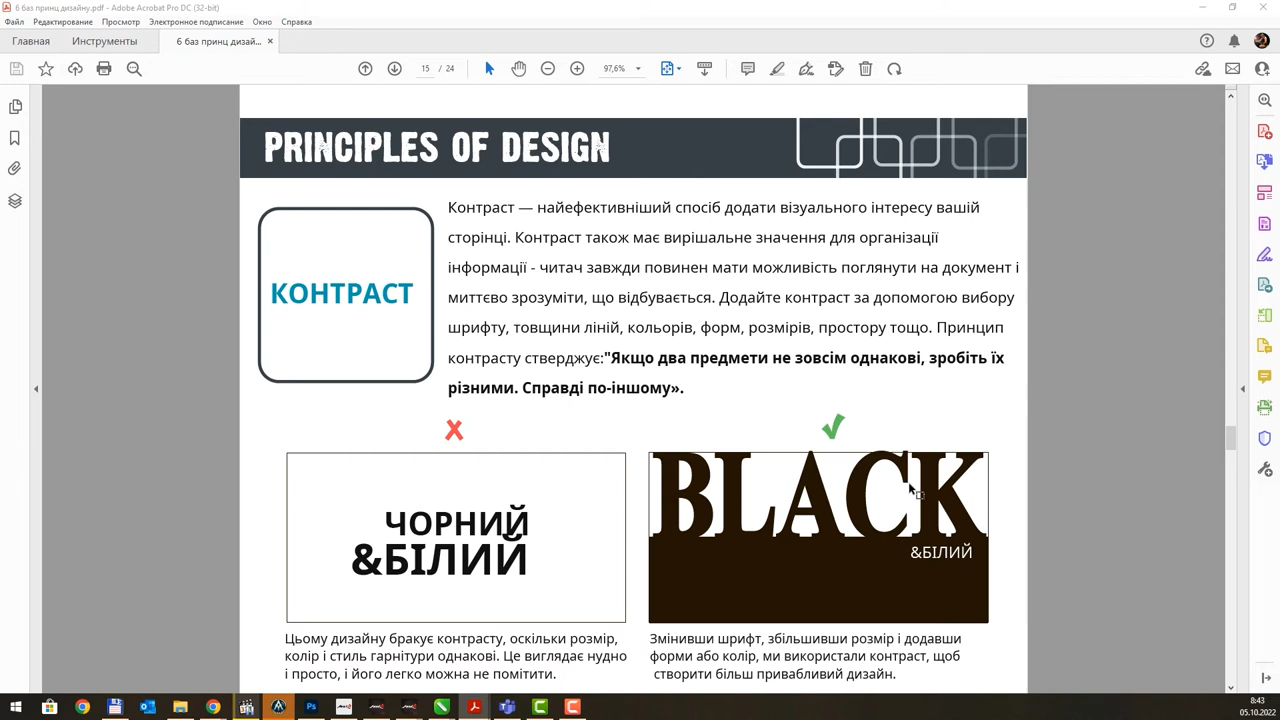 6 баз принц дизайну.pdf - Adobe Acrobat Pro DC (32-bit)
Файл Редактирование Просмотр Электронное подписание Окно Справка
Главная Инструменты 6 баз принц дизай... ×
15 / 24 97,6%
PRINCIPLES OF DESIGN
КОНТРАСТ
Контраст — найефективніший спосіб додати візуального інтересу вашій
сторінці. Контраст також має вирішальне значення для організації
інформації - читач завжди повинен мати можливість поглянути на документ і
миттєво зрозуміти, що відбувається. Додайте контраст за допомогою вибору
шрифту, товщини ліній, кольорів, форм, розмірів, простору тощо. Принцип
контрасту стверджує:"Якщо два предмети не зовсім однакові, зробіть їх
різними. Справді по-іншому».
ЧОРНИЙ
&БІЛИЙ
Цьому дизайну бракує контрасту, оскільки розмір,
колір і стиль гарнітури однакові. Це виглядає нудно
і просто, і його легко можна не помітити.
BLACK
&БІЛИЙ
Змінивши шрифт, збільшивши розмір і додавши
форми або колір, ми використали контраст, щоб
створити більш привабливий дизайн.
8:43
05.10.2022